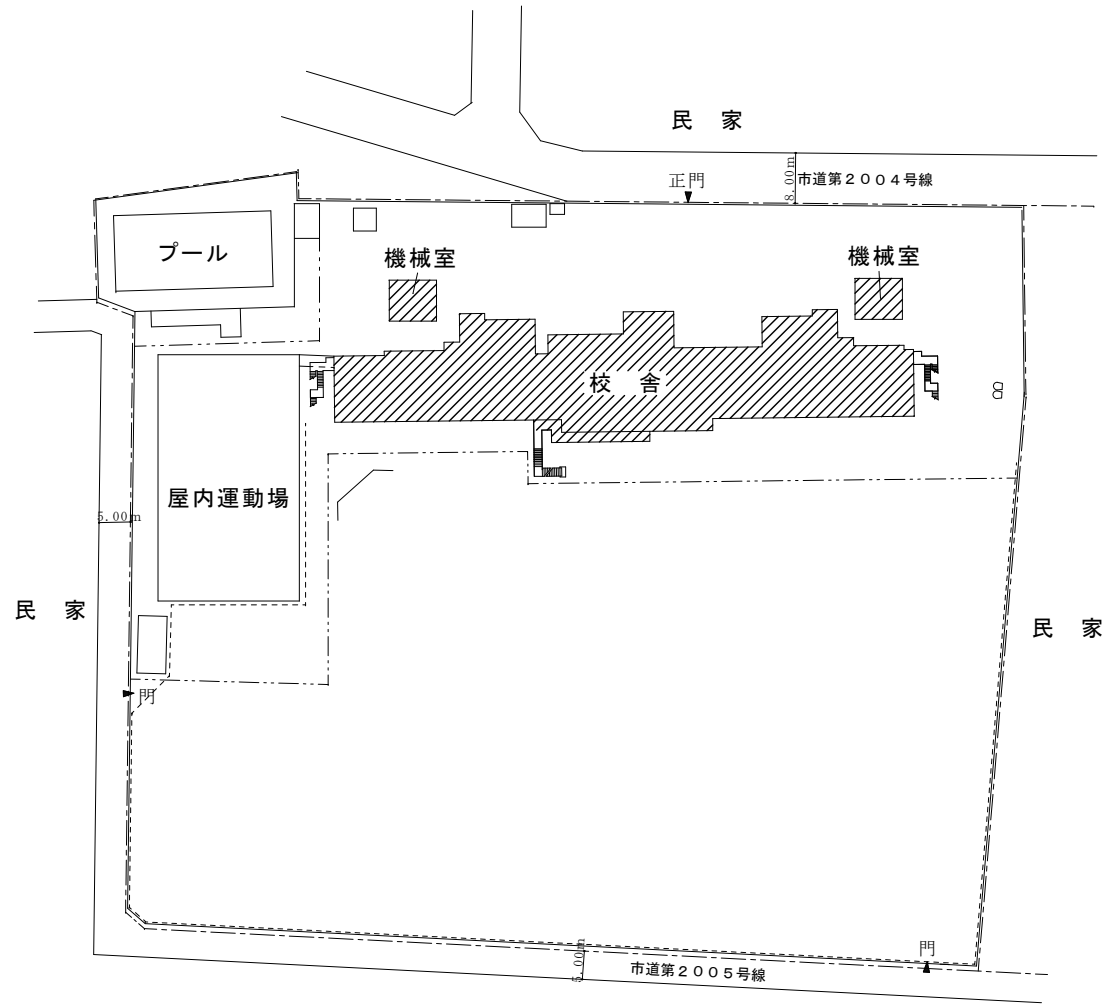 民　家
正門
8.00m
市道第２００４号線
プール
機械室
機械室
校　舎
屋内運動場
5.00m
民　家
民　家
門
門
5.00m
市道第２００５号線